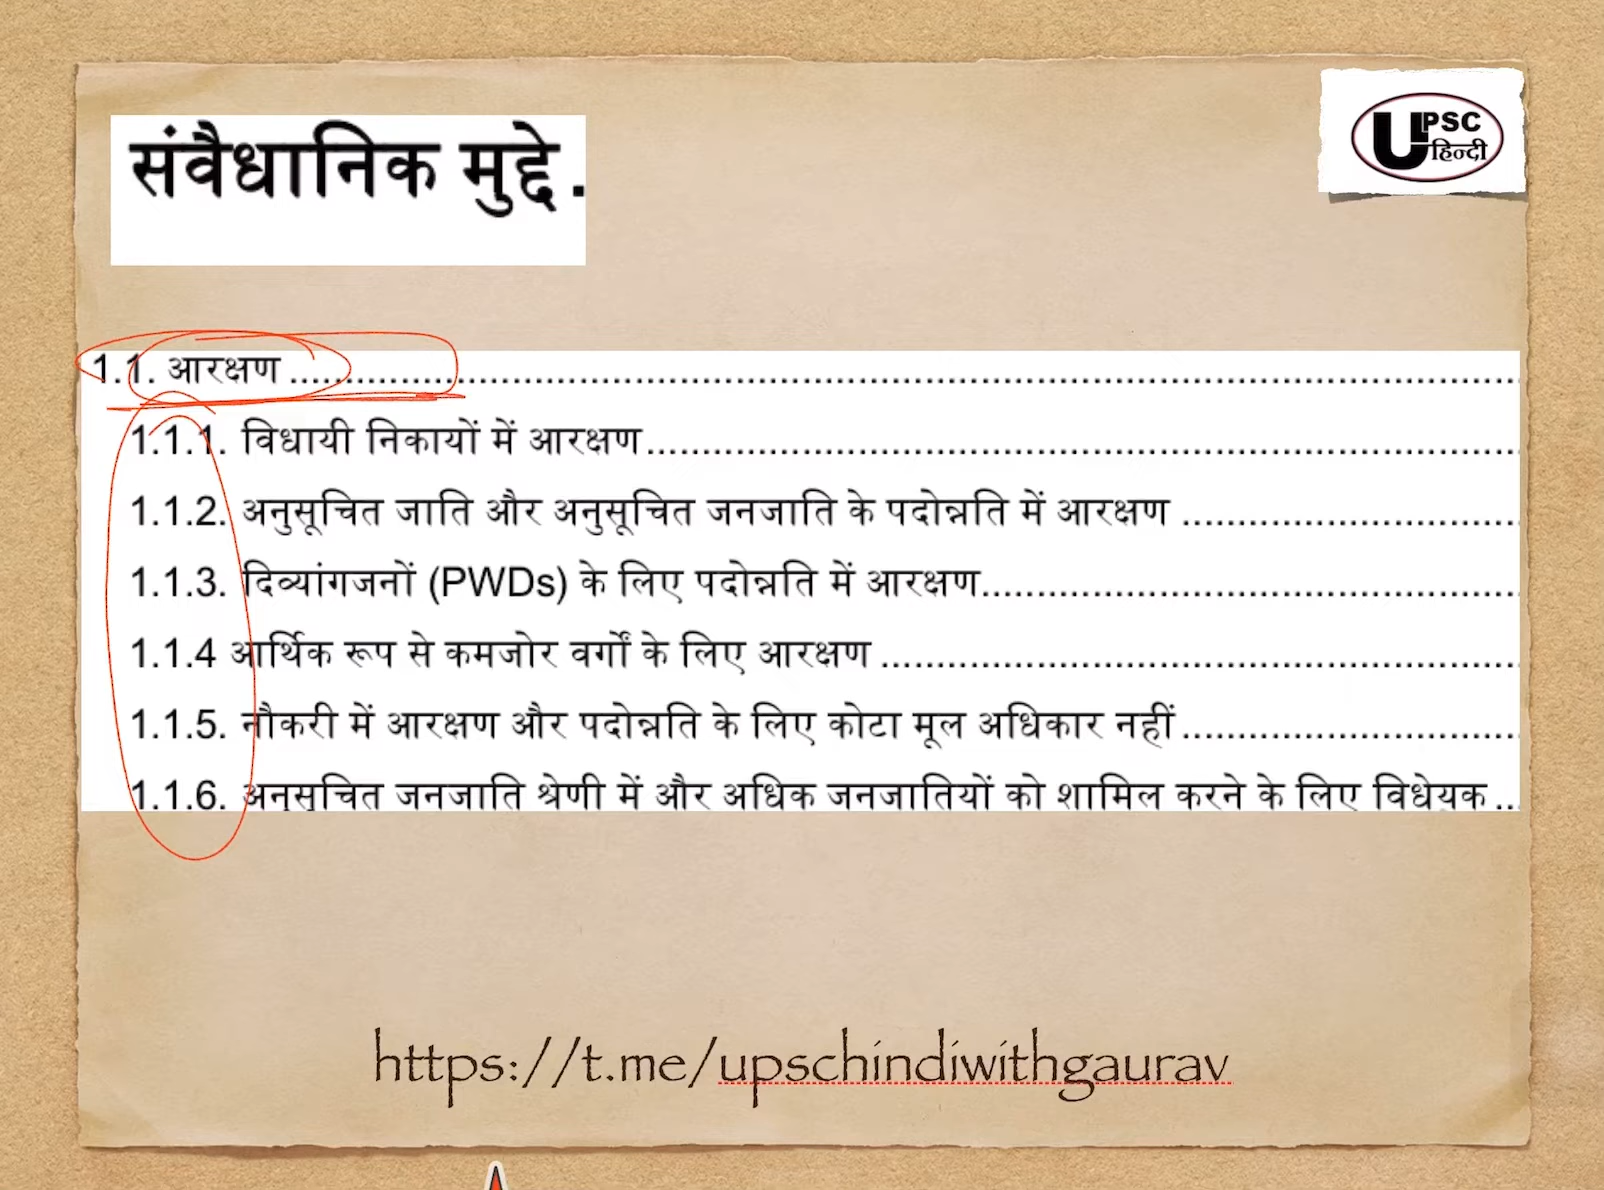 संवैधानिक मुद्दे.
UPSC
हिन्दी
1.1. आरक्षण ................................................................
1.1.1. विधायी निकायों में आरक्षण................................................
1.1.2. अनुसूचित जाति और अनुसूचित जनजाति के पदोन्नति में आरक्षण ..................
1.1.3. दिव्यांगजनों (PWDs) के लिए पदोन्नति में आरक्षण..............................
1.1.4 आर्थिक रूप से कमजोर वर्गों के लिए आरक्षण ...................................
1.1.5. नौकरी में आरक्षण और पदोन्नति के लिए कोटा मूल अधिकार नहीं..................
1.1.6. अनुसूचित जनजाति श्रेणी में और अधिक जनजातियों को शामिल करने के लिए विधेयक ...
https://t.me/upschindiwithgaurav